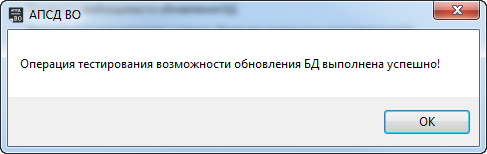 АПСД ВО
Операция тестирования возможности обновления БД выполнена успешно!
OK